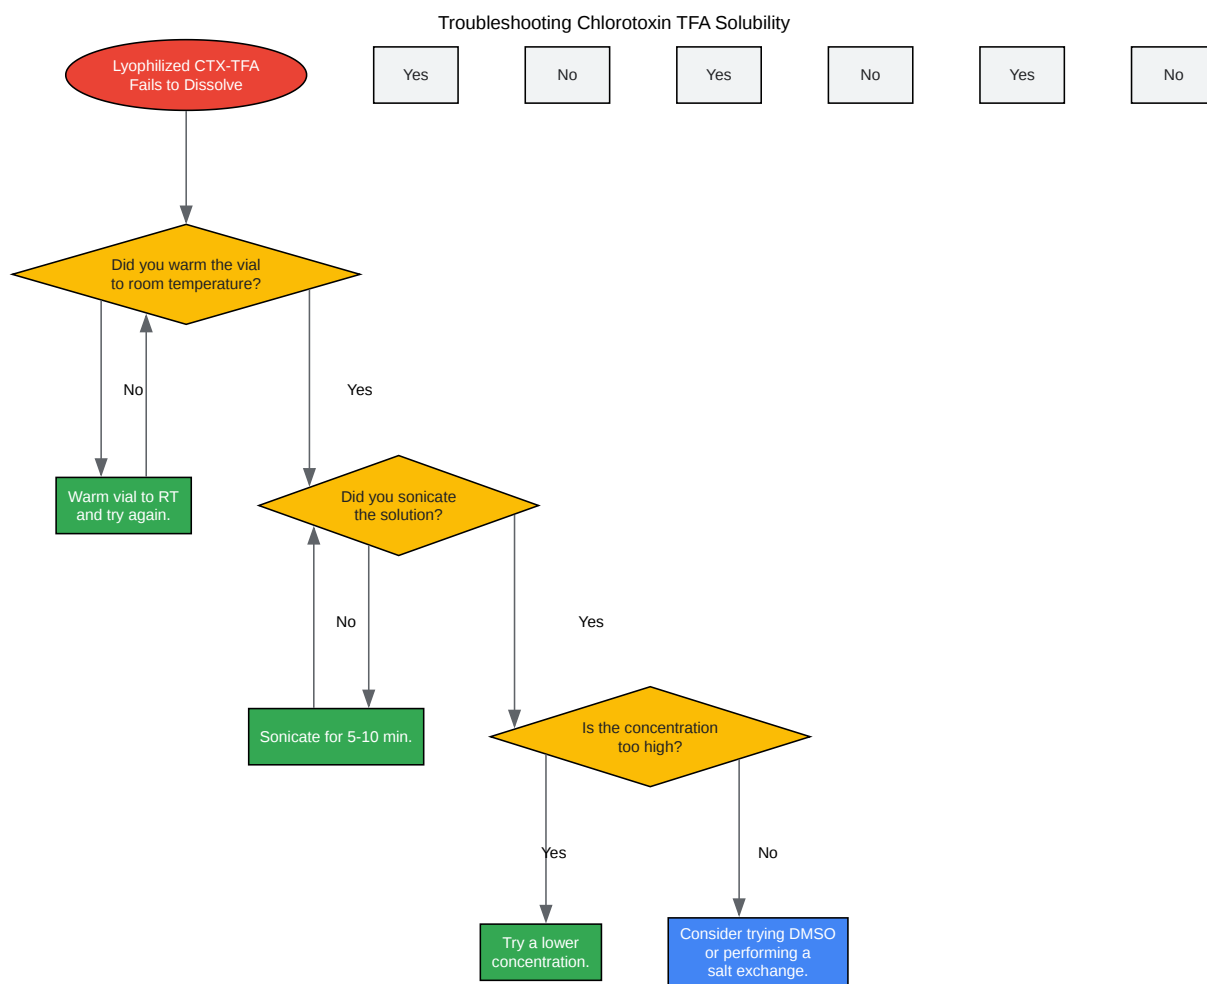 Troubleshooting Chlorotoxin TFA Solubility
Lyophilized CTX-TFA
Fails to Dissolve
Yes
No
Yes
No
Yes
No
Did you warm the vial
to room temperature?
No
Yes
Warm vial to RT
and try again.
Did you sonicate
the solution?
No
Yes
Sonicate for 5-10 min.
Is the concentration
too high?
Yes
No
Try a lower
concentration.
Consider trying DMSO
or performing a
salt exchange.